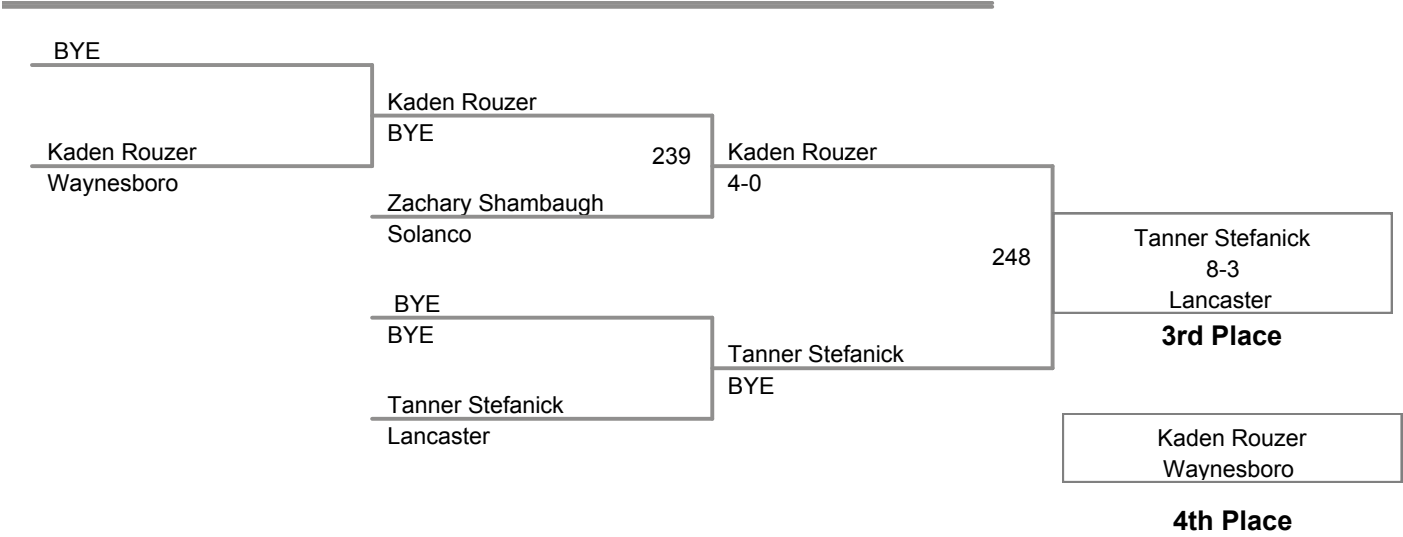 BYE
Kaden Rouzer
BYE
Kaden Rouzer
Waynesboro
239
Kaden Rouzer
4-0
Zachary Shambaugh
Solanco
248
Tanner Stefanick
8-3
Lancaster
3rd Place
BYE
BYE
Tanner Stefanick
BYE
Tanner Stefanick
Lancaster
Kaden Rouzer
Waynesboro
4th Place